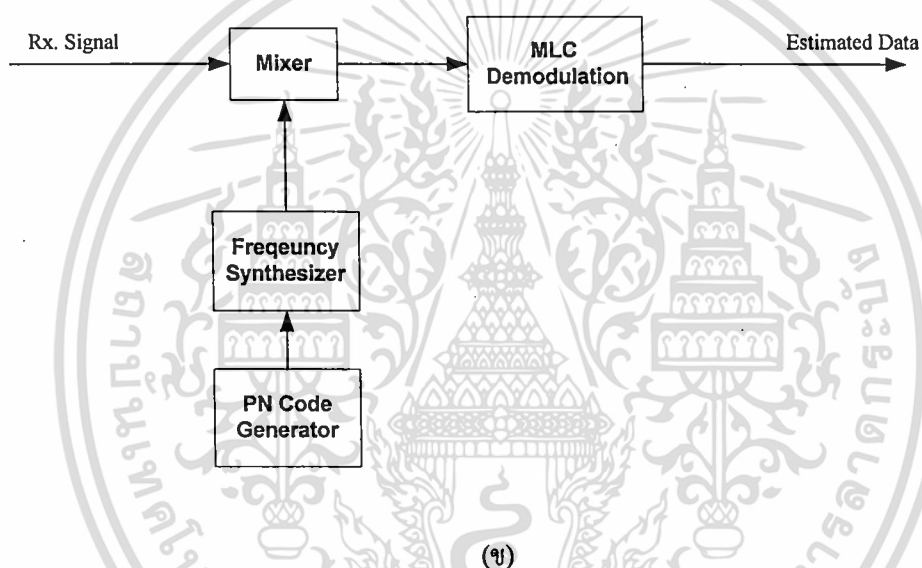 Rx. Signal
Mixer
MLC
Demodulation
Estimated Data
Freqeuncy
Synthesizer
PN Code
Generator
(ข)